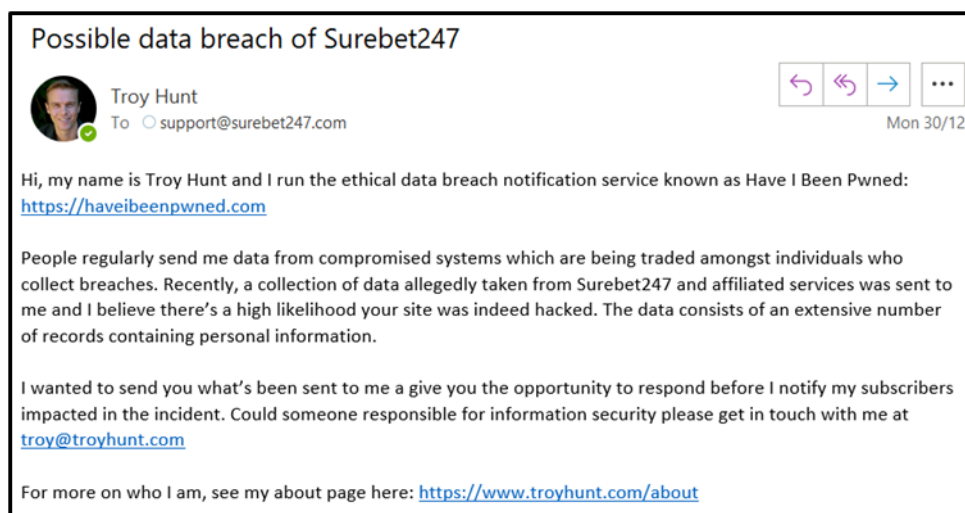 Possible data breach of Surebet247
Troy Hunt
To support@surebet247.com
Mon 30/12
Hi, my name is Troy Hunt and I run the ethical data breach notification service known as Have I Been Pwned:
https://haveibeenpwned.com
People regularly send me data from compromised systems which are being traded amongst individuals who
collect breaches. Recently, a collection of data allegedly taken from Surebet247 and affiliated services was sent to
me and I believe there's a high likelihood your site was indeed hacked. The data consists of an extensive number
of records containing personal information.
I wanted to send you what's been sent to me a give you the opportunity to respond before I notify my subscribers
impacted in the incident. Could someone responsible for information security please get in touch with me at
troy@troyhunt.com
For more on who I am, see my about page here: https://www.troyhunt.com/about